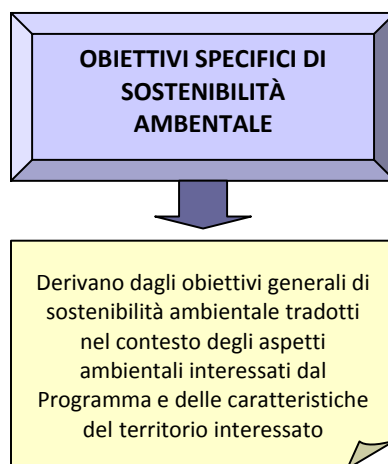 OBIETTIVI SPECIFICI DI
SOSTENIBILITÀ
AMBENTALE
Derivano dagli obiettivi generali di
sostenibilità ambientale tradotti
nel contesto degli aspetti
ambientali interessati dal
Programma e delle caratteristiche
del territorio interessato